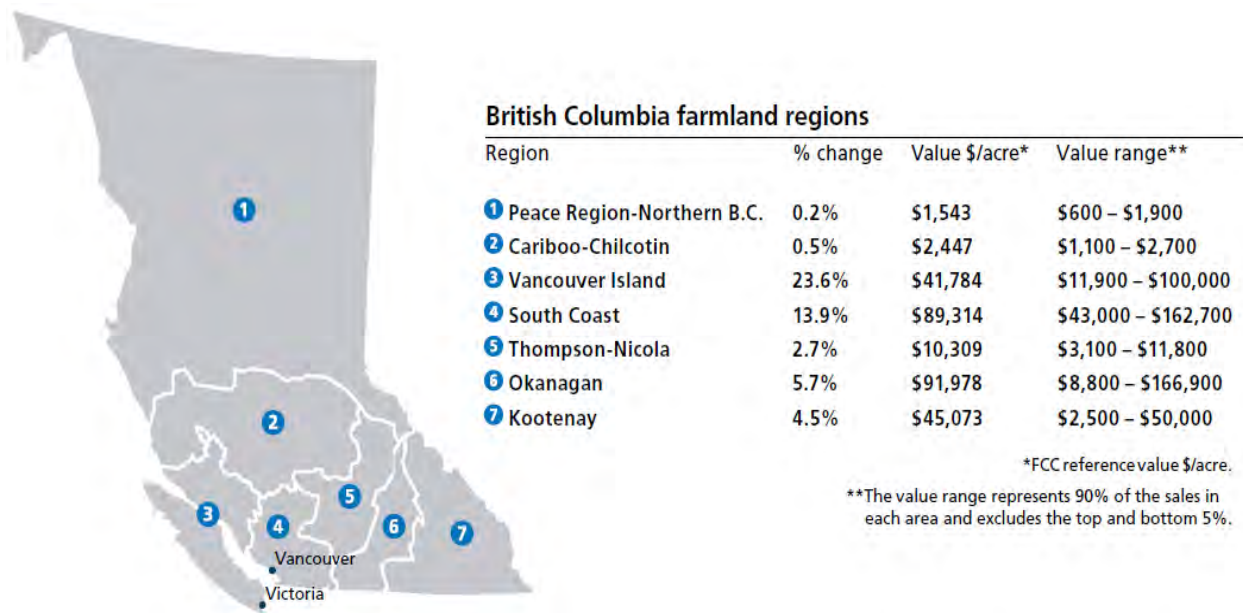 British Columbia farmland regions
Region % change Value $/acre* Value range**
1 Peace Region-Northern B.C. 0.2% $1,543 $600 – $1,900
2 Cariboo-Chilcotin 0.5% $2,447 $1,100 – $2,700
3 Vancouver Island 23.6% $41,784 $11,900 – $100,000
4 South Coast 13.9% $89,314 $43,000 – $162,700
5 Thompson-Nicola 2.7% $10,309 $3,100 – $11,800
6 Okanagan 5.7% $91,978 $8,800 – $166,900
7 Kootenay 4.5% $45,073 $2,500 – $50,000
*FCC reference value $/acre.
**The value range represents 90% of the sales in
each area and excludes the top and bottom 5%.
1
2
3
4
5
6
7
Vancouver
Victoria